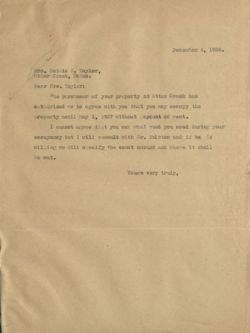 December 4, 1936.
Mrs. Hattie S. Taylor,
Otter Creek, Maine.
Dear Mrs. Taylor:
The purchaser of your property at Otter Creek has
authorized me to agree with you that you may occupy the
property until May 1, 1937 without payment of rent.
I cannot agree that you can cut what wood you need during your
occupancy but I will consult with Mr. Ralston and if he is
willing we will specify the exact amount and where it shall
be cut.
Yours very truly,